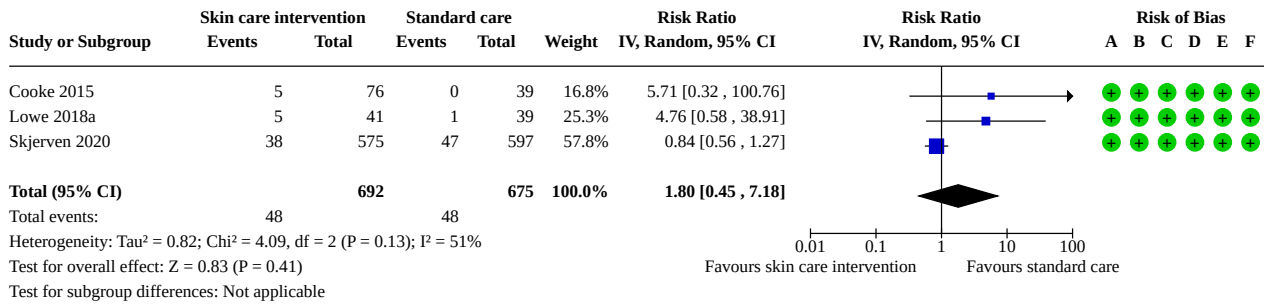 Skin care intervention Standard care Risk Ratio Risk Ratio Risk of Bias
Study or Subgroup Events Total Events Total Weight IV, Random, 95% CI IV, Random, 95% CI A B C D E F
Cooke 2015 5 76 0 39 16.8% 5.71 [0.32 , 100.76] + + + + + +
Lowe 2018a 5 41 1 39 25.3% 4.76 [0.58 , 38.91] + + + + + +
Skjerven 2020 38 575 47 597 57.8% 0.84 [0.56 , 1.27] + + + + + +
Total (95% CI) 692 675 100.0% 1.80 [0.45 , 7.18]
Total events: 48 48
Heterogeneity: Tau² = 0.82; Chi² = 4.09, df = 2 (P = 0.13); I² = 51%
0.01 0.1 1 10 100
Test for overall effect: Z = 0.83 (P = 0.41)
Favours skin care intervention Favours standard care
Test for subgroup differences: Not applicable